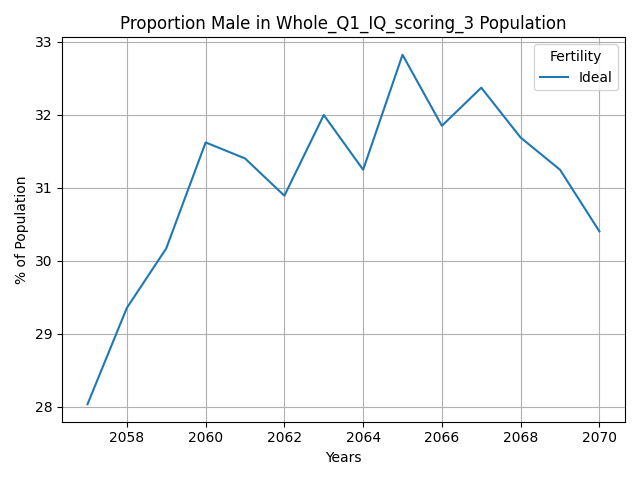 Proportion Male in Whole_Q1_IQ_scoring_3 Population
33
32
31
30
29
28
% of Population
Fertility
Ideal
2058 2060 2062 2064 2066 2068 2070
Years